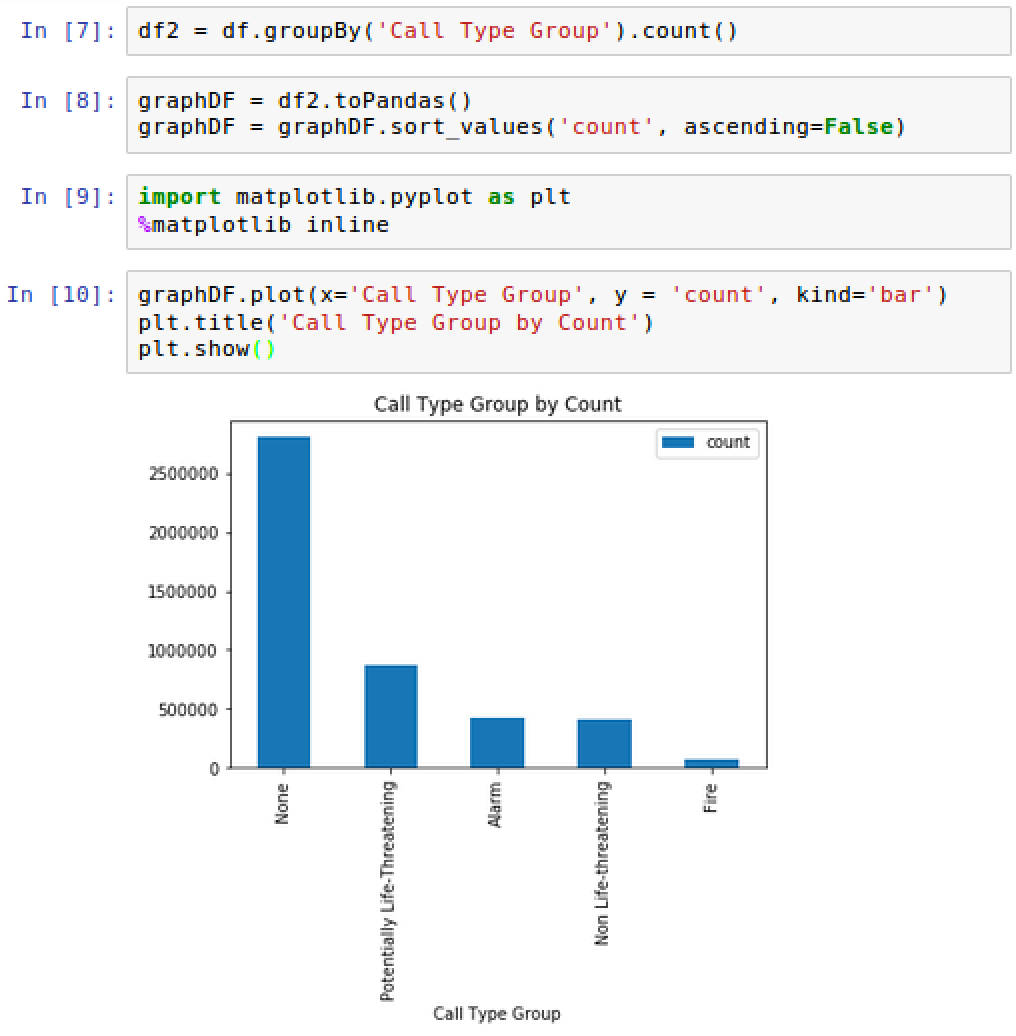 In [7]: df2 = df.groupBy('Call Type Group').count()
In [8]: graphDF = df2.toPandas()
graphDF = graphDF.sort_values('count', ascending=False)
In [9]: import matplotlib.pyplot as plt
%matplotlib inline
In [10]: graphDF.plot(x='Call Type Group', y = 'count', kind='bar')
plt.title('Call Type Group by Count')
plt.show()
Call Type Group by Count
count
2500000
2000000
1500000
1000000
500000
0
None
Potentially Life-Threatening
Alarm
Non Life-threatening
Fire
Call Type Group